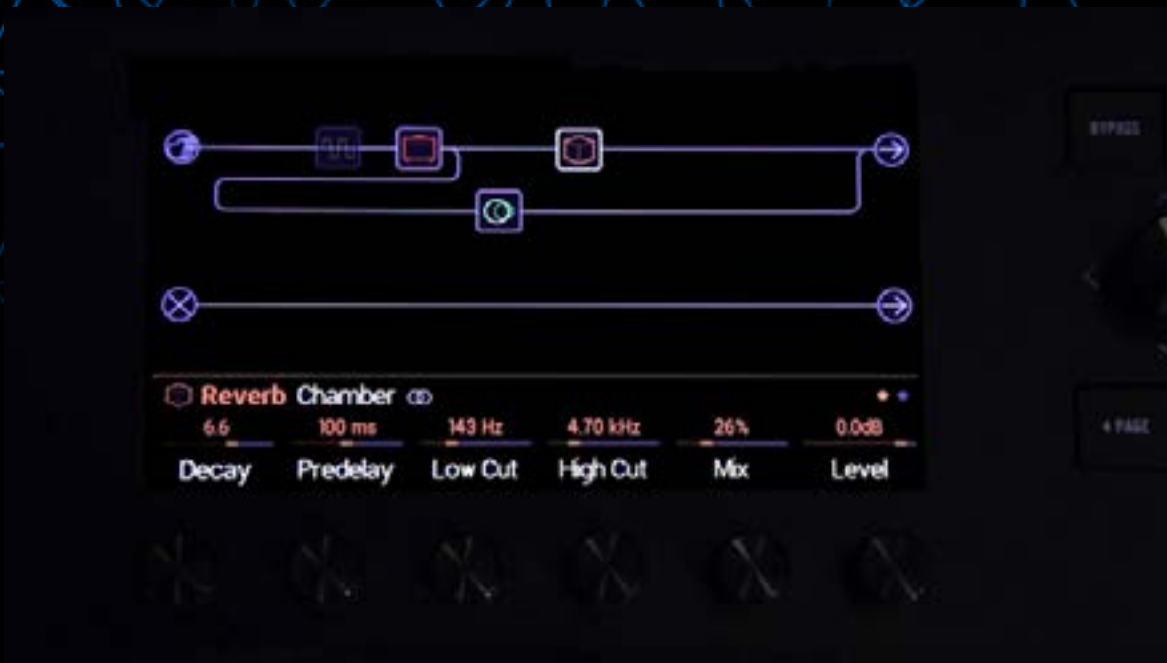 BYPASS
Reverb Chamber
6.6 100 ms 143 Hz 4.70 kHz 26% 0.0dB
Decay Predelay Low Cut High Cut Mix Level
PAGE